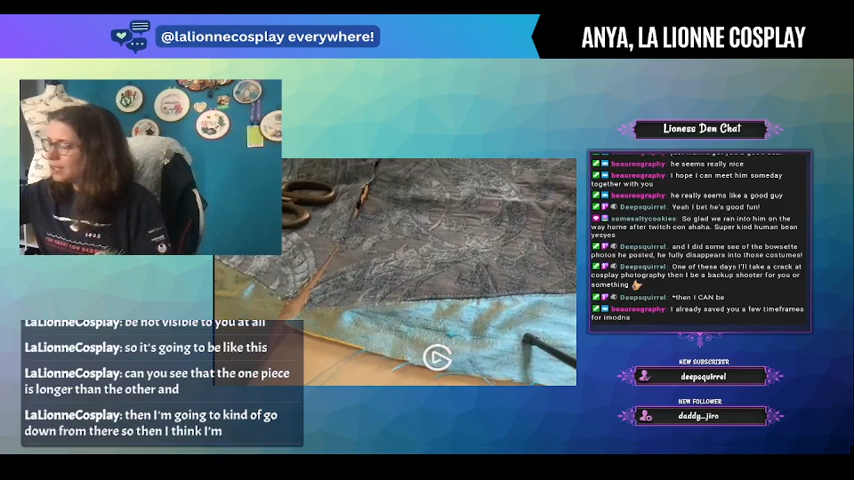 @lalionnecosplay everywhere!
ANYA, LA LIONNE COSPLAY
Lioness Den Chat
beaureography: he seems really nice
beaureography: I hope I can meet him someday
together with you
beaureography: he really seems like a good guy
Deepsquirrel: Yeah I bet he's good fun!
samesaltycookies: So glad we ran into him on the
way home after twitch con ahaha. Super kind human bean
yesyes
Deepsquirrel: and I did some see of the bowsette
photos he posted, he fully disappears into those costumes!
Deepsquirrel: One of these days I'll take a crack at
cosplay photography then I be a backup shooter for you or
something
Deepsquirrel: *then I CAN be
beaureography: I already saved you a few timeframes
for imodna
NEW SUBSCRIBER
deepsquirrel
NEW FOLLOWER
daddy_jiro
LaLionneCosplay: be not visible to you at all
LaLionneCosplay: so it's going to be like this
LaLionneCosplay: can you see that the one piece
is longer than the other and
LaLionneCosplay: then I'm going to kind of go
down from there so then I think I'm